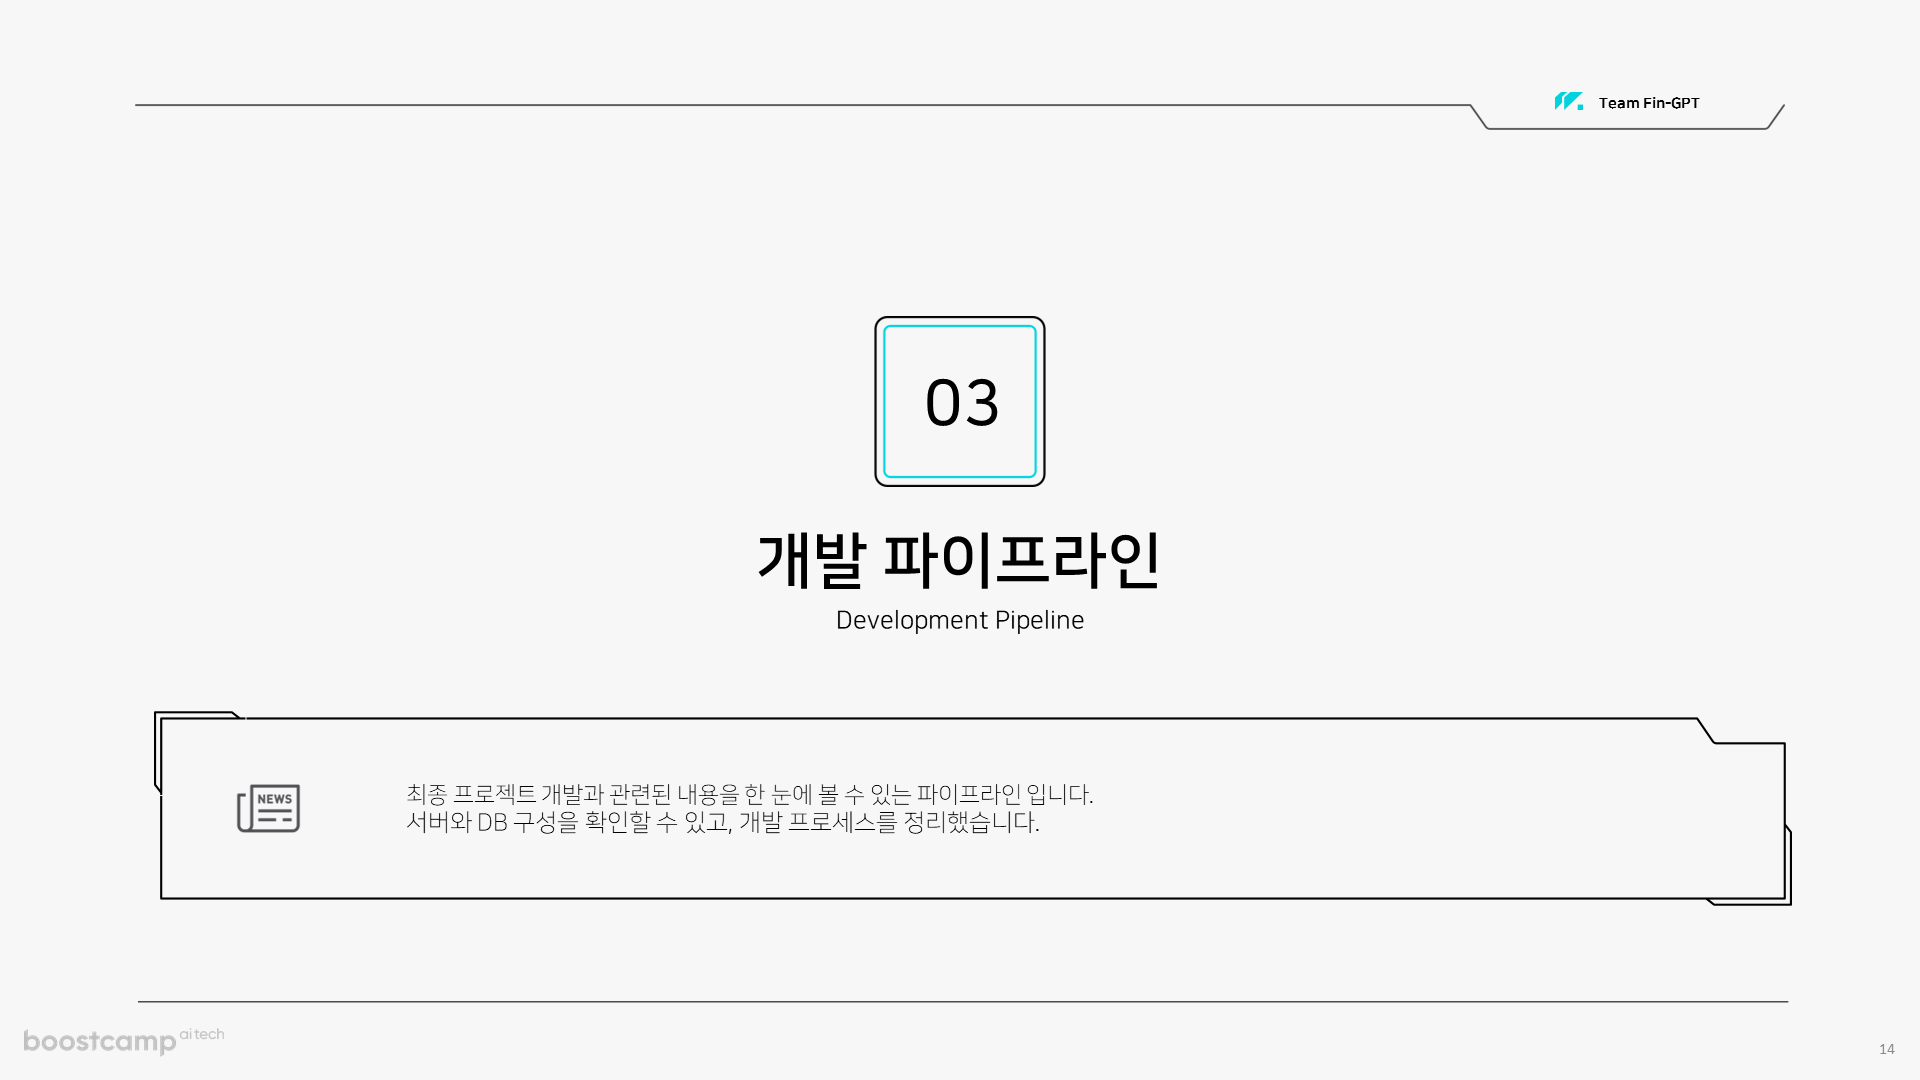 Team Fin-GPT
03
개발 파이프라인
Development Pipeline
NEWS
최종 프로젝트 개발과 관련된 내용을 한 눈에 볼 수 있는 파이프라인 입니다.
서버와 DB 구성을 확인할 수 있고, 개발 프로세스를 정리했습니다.
boostcamp ai tech
14